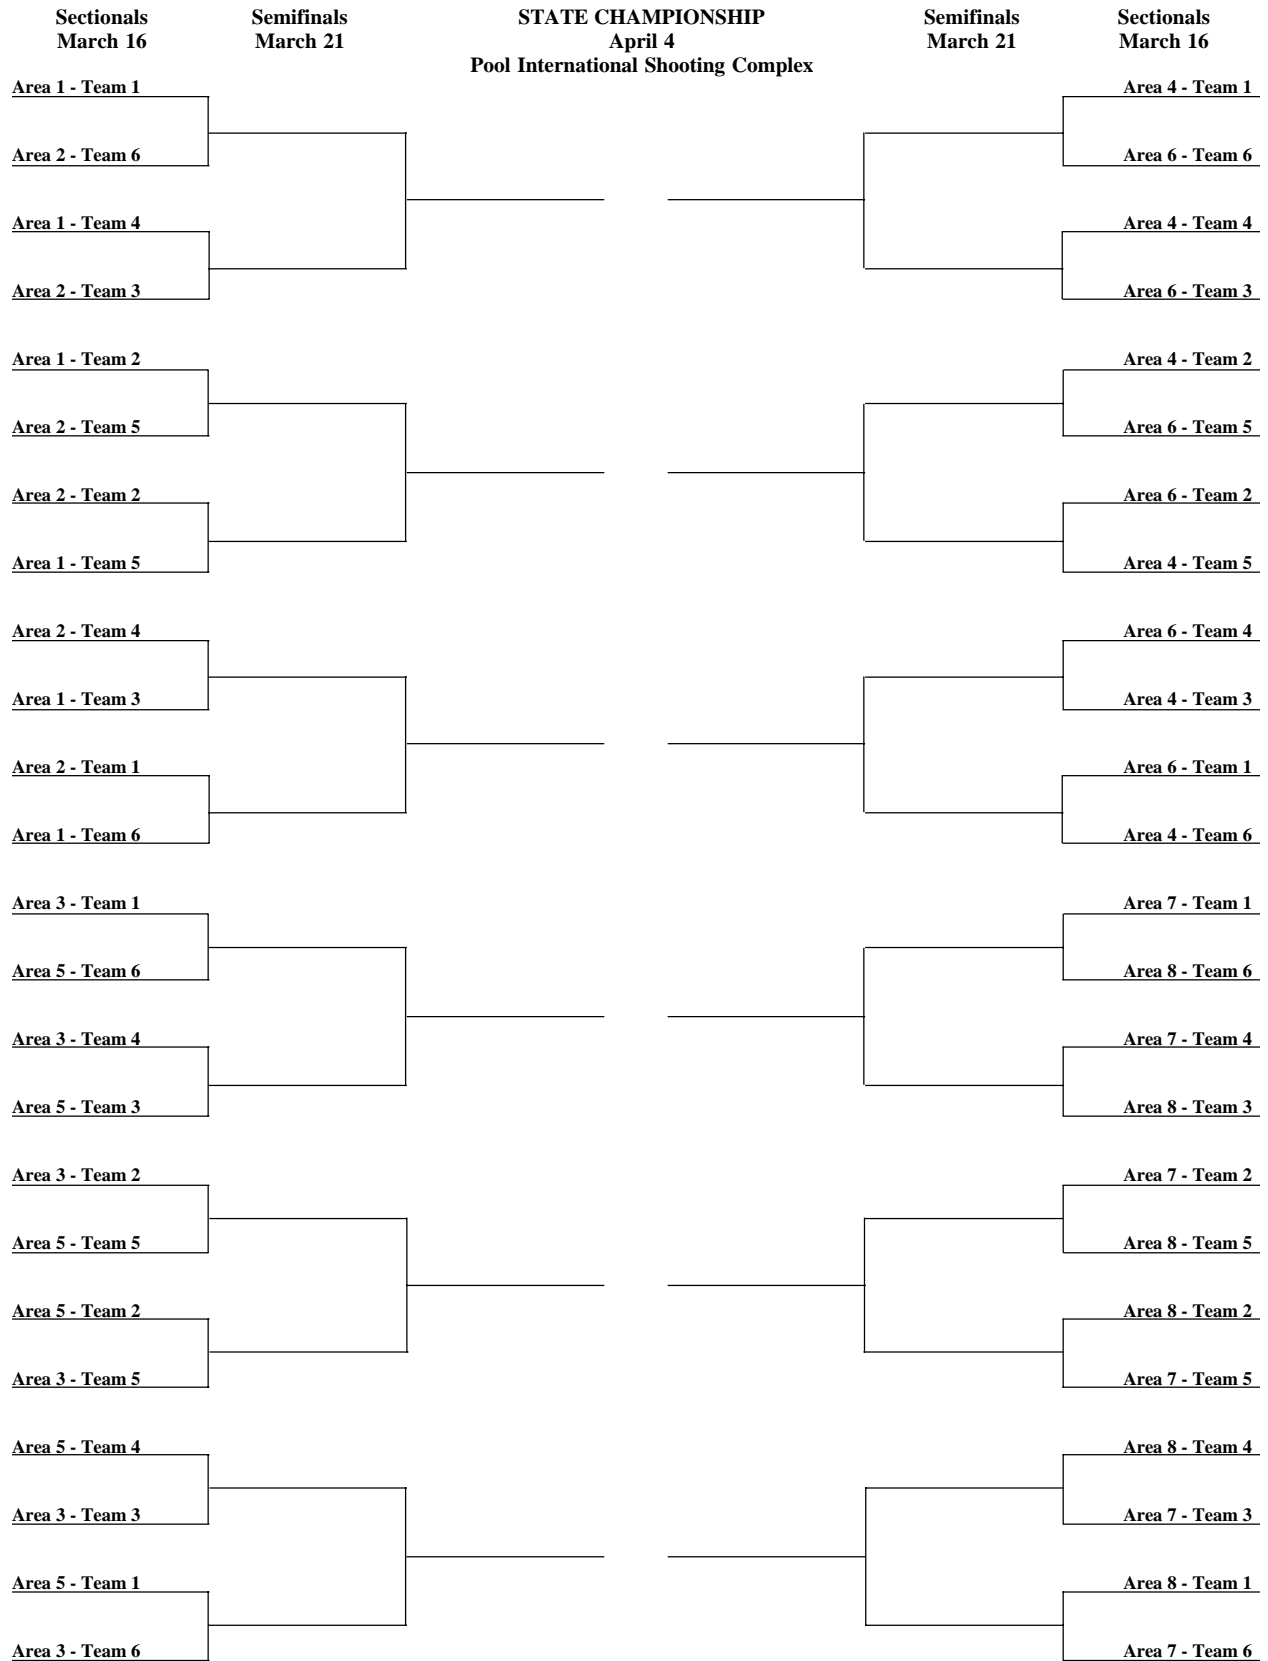 Sectionals
March 16
Semifinals
March 21
STATE CHAMPIONSHIP
April 4
Pool International Shooting Complex
Semifinals
March 21
Sectionals
March 16
Area 1 - Team 1
Area 2 - Team 6
Area 1 - Team 4
Area 2 - Team 3
Area 1 - Team 2
Area 2 - Team 5
Area 2 - Team 2
Area 1 - Team 5
Area 2 - Team 4
Area 1 - Team 3
Area 2 - Team 1
Area 1 - Team 6
Area 3 - Team 1
Area 5 - Team 6
Area 3 - Team 4
Area 5 - Team 3
Area 3 - Team 2
Area 5 - Team 5
Area 5 - Team 2
Area 3 - Team 5
Area 5 - Team 4
Area 3 - Team 3
Area 5 - Team 1
Area 3 - Team 6
Area 4 - Team 1
Area 6 - Team 6
Area 4 - Team 4
Area 6 - Team 3
Area 4 - Team 2
Area 6 - Team 5
Area 6 - Team 2
Area 4 - Team 5
Area 6 - Team 4
Area 4 - Team 3
Area 6 - Team 1
Area 4 - Team 6
Area 7 - Team 1
Area 8 - Team 6
Area 7 - Team 4
Area 8 - Team 3
Area 7 - Team 2
Area 8 - Team 5
Area 8 - Team 2
Area 7 - Team 5
Area 8 - Team 4
Area 7 - Team 3
Area 8 - Team 1
Area 7 - Team 6